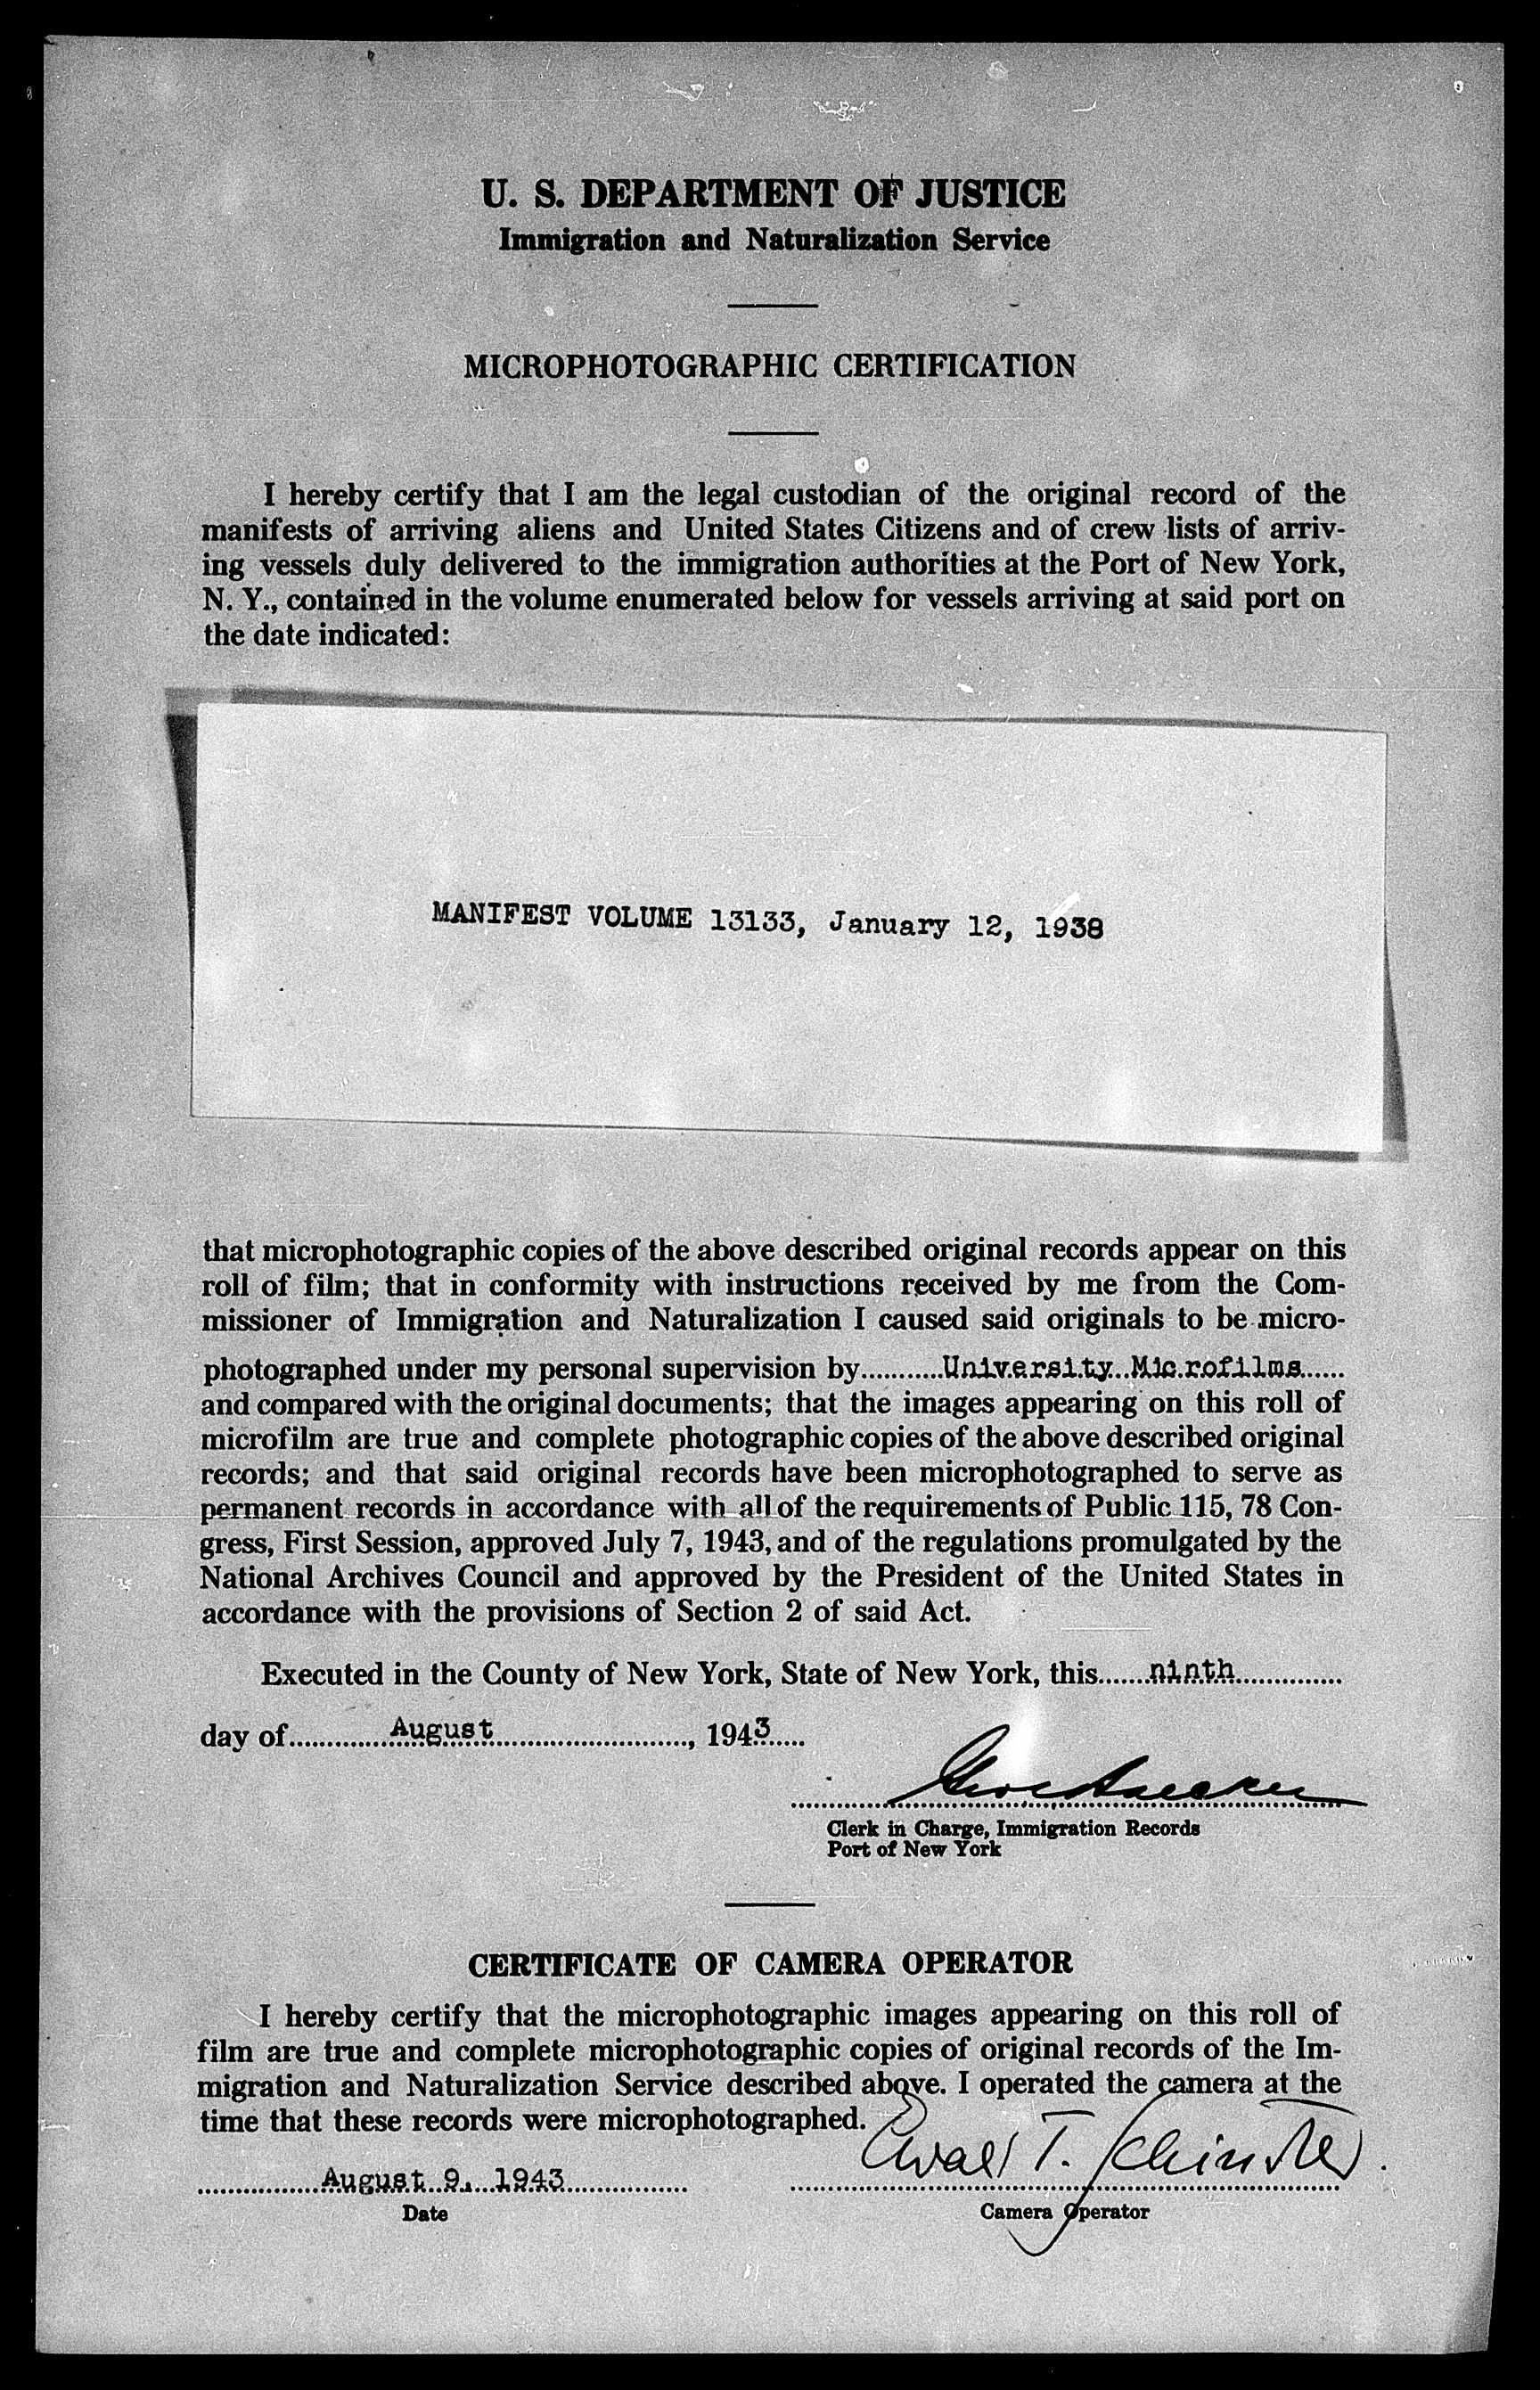 U. S. DEPARTMENT OF JUSTICE
Immigration and Naturalization Service
MICROPHOTOGRAPHIC CERTIFICATION
I hereby certify that I am the legal custodian of the original record of the
manifests of arriving aliens and United States Citizens and of crew lists of arriv-
ing vessels duly delivered to the immigration authorities at the Port of New York,
N. Y., contained in the volume enumerated below for vessels arriving at said port on
the date indicated:
MANIFEST VOLUME 13133, January 12, 1938
that microphotographic copies of the above described original records appear on this
roll of film; that in conformity with instructions received by me from the Com-
missioner of Immigration and Naturalization I caused said originals to be micro-
photographed under my personal supervision by University Microfilms
and compared with the original documents; that the images appearing on this roll of
microfilm are true and complete photographic copies of the above described original
records; and that said original records have been microphotographed to serve as
permanent records in accordance with all of the requirements of Public 115, 78 Con-
gress, First Session, approved July 7, 1943, and of the regulations promulgated by the
National Archives Council and approved by the President of the United States in
accordance with the provisions of Section 2 of said Act.
Executed in the County of New York, State of New York, this ninth
day of August, 1943
Clerk in Charge, Immigration Records
Port of New York
CERTIFICATE OF CAMERA OPERATOR
I hereby certify that the microphotographic images appearing on this roll of
film are true and complete microphotographic copies of original records of the Im-
migration and Naturalization Service described above. I operated the camera at the
time that these records were microphotographed.
August 9, 1943
Date
Camera Operator